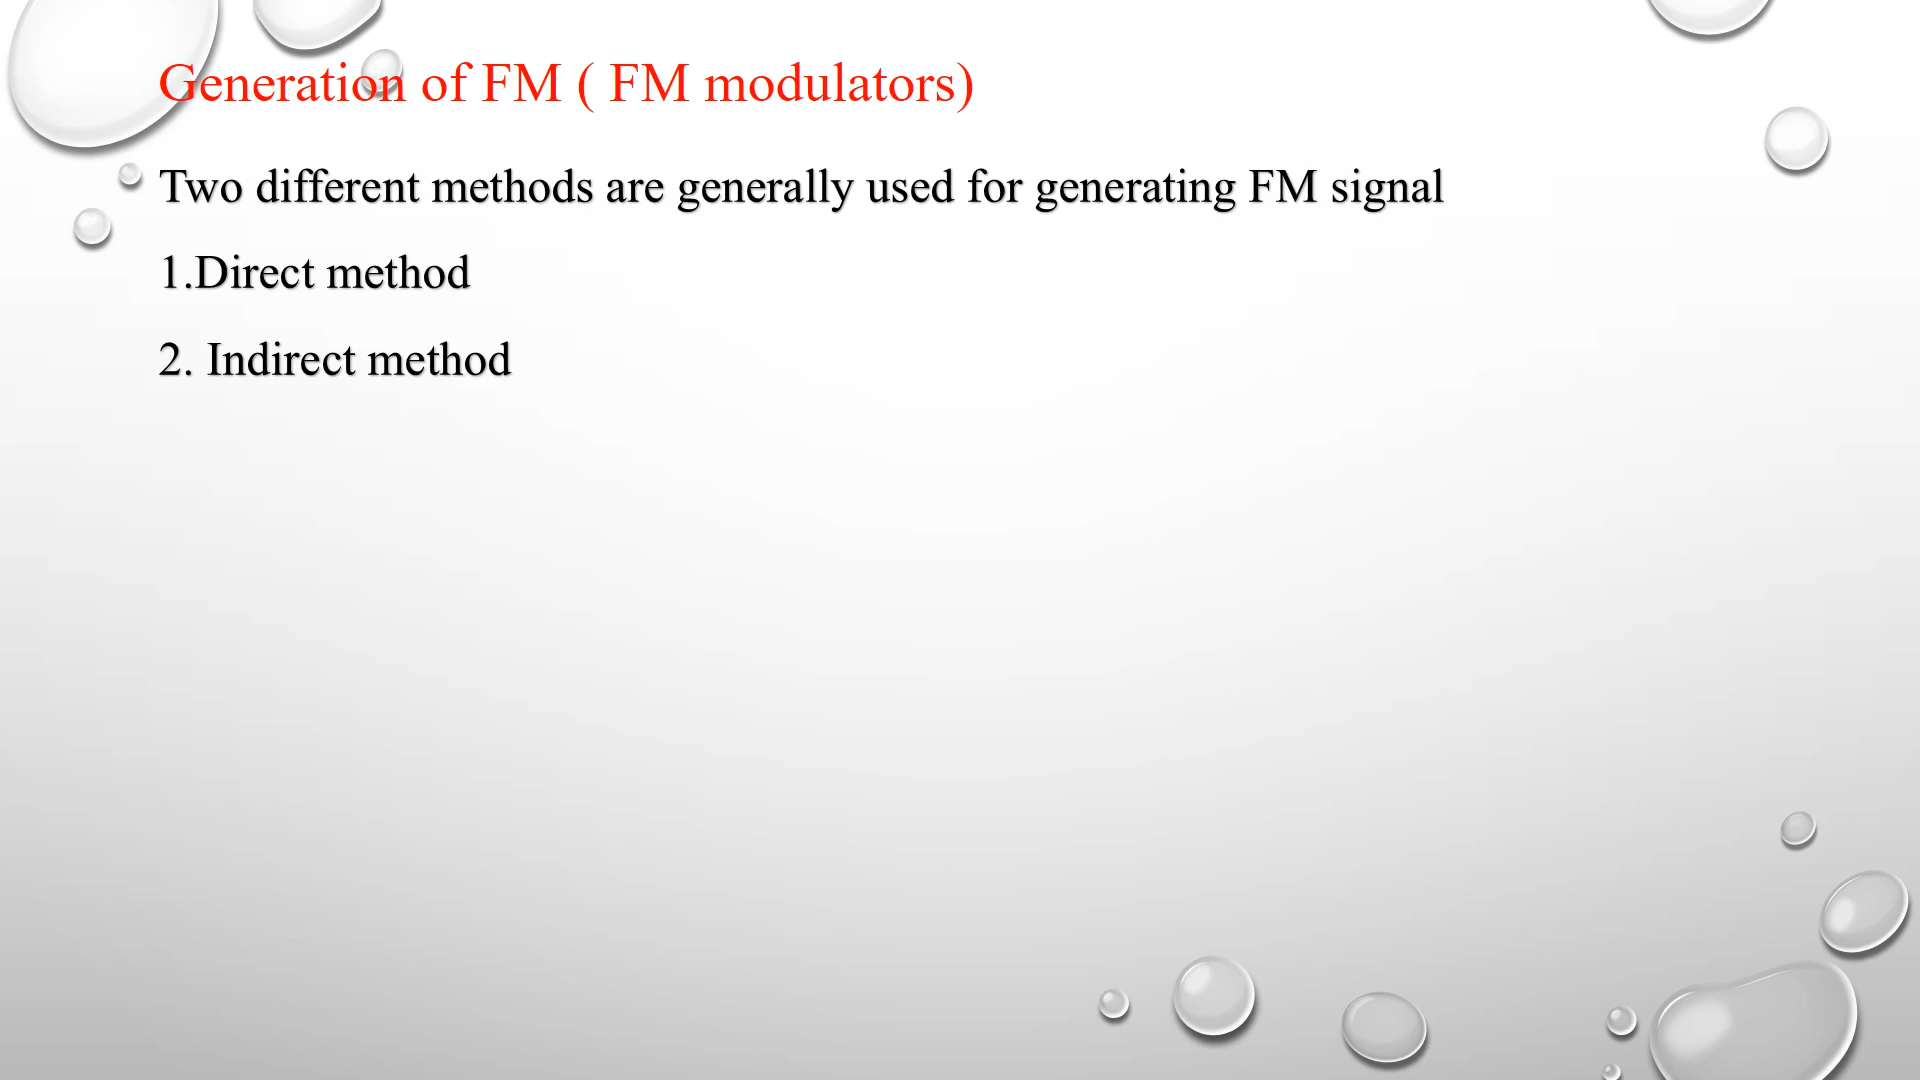 Generation of FM ( FM modulators)
Two different methods are generally used for generating FM signal
1.Direct method
2. Indirect method